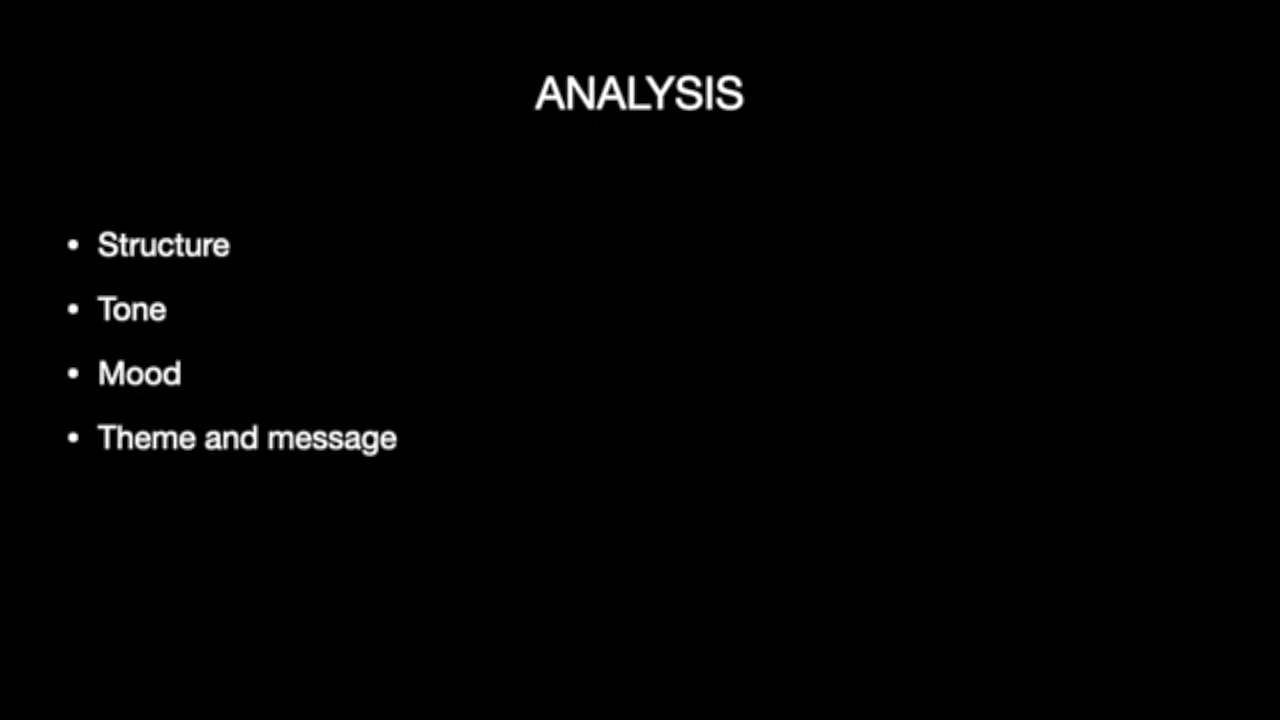 ANALYSIS
• Structure
• Tone
• Mood
• Theme and message